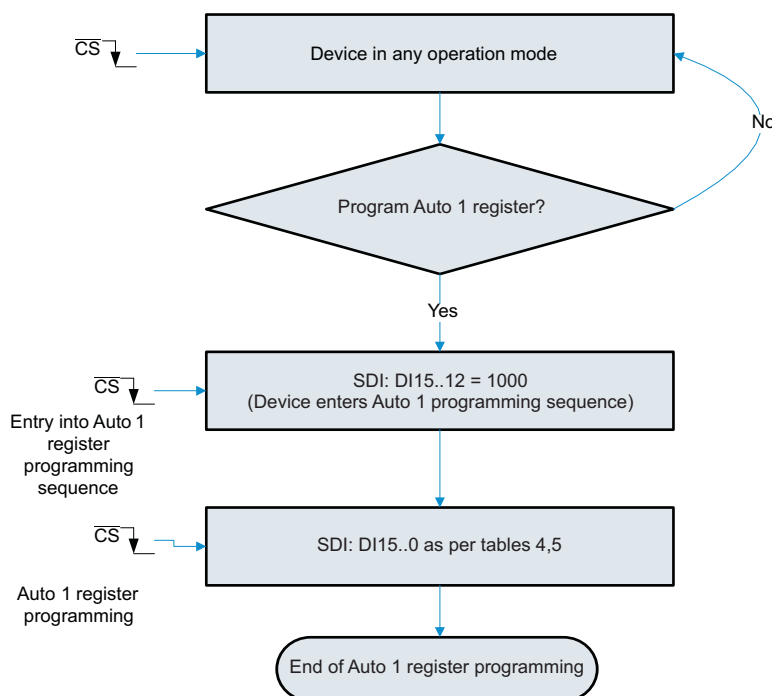 CS
Device in any operation mode
No
Program Auto 1 register?
Yes
CS
SDI: DI15..12 = 1000
(Device enters Auto 1 programming sequence)
Entry into Auto 1
register
programming
sequence
CS
SDI: DI15..0 as per tables 4,5
Auto 1 register
programming
End of Auto 1 register programming